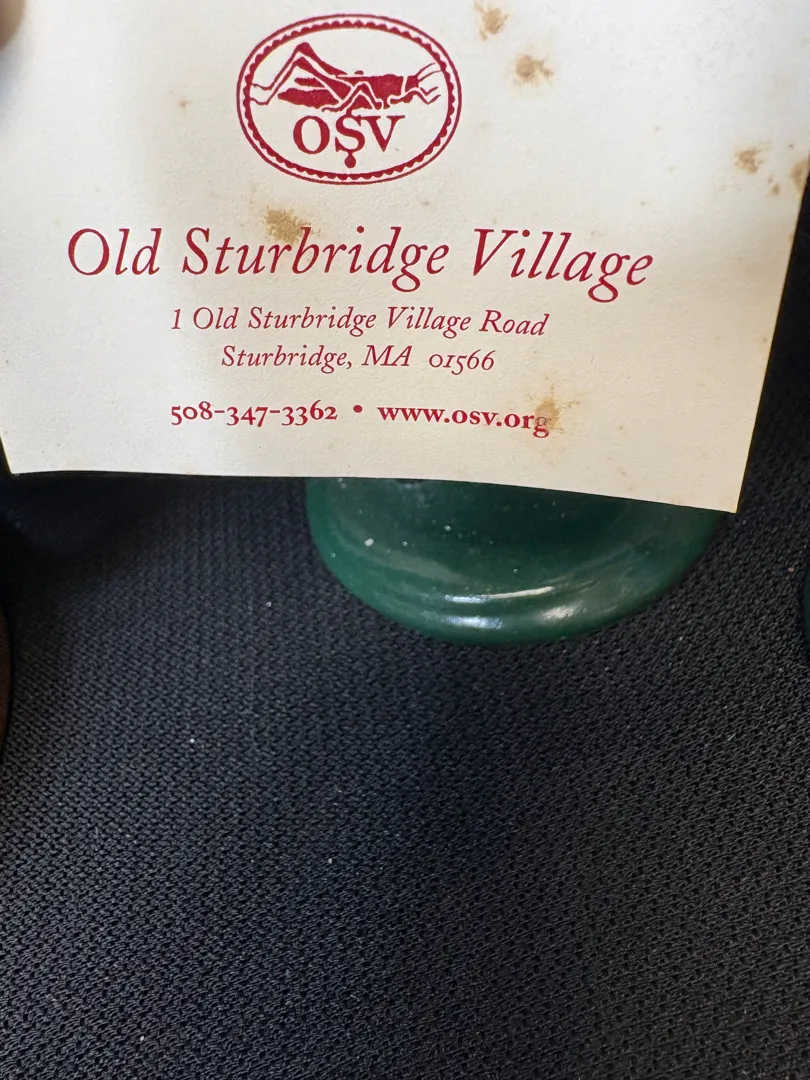 OSV
Old Sturbridge Village
1 Old Sturbridge Village Road
Sturbridge, MA 01566
508-347-3362 • www.osv.org